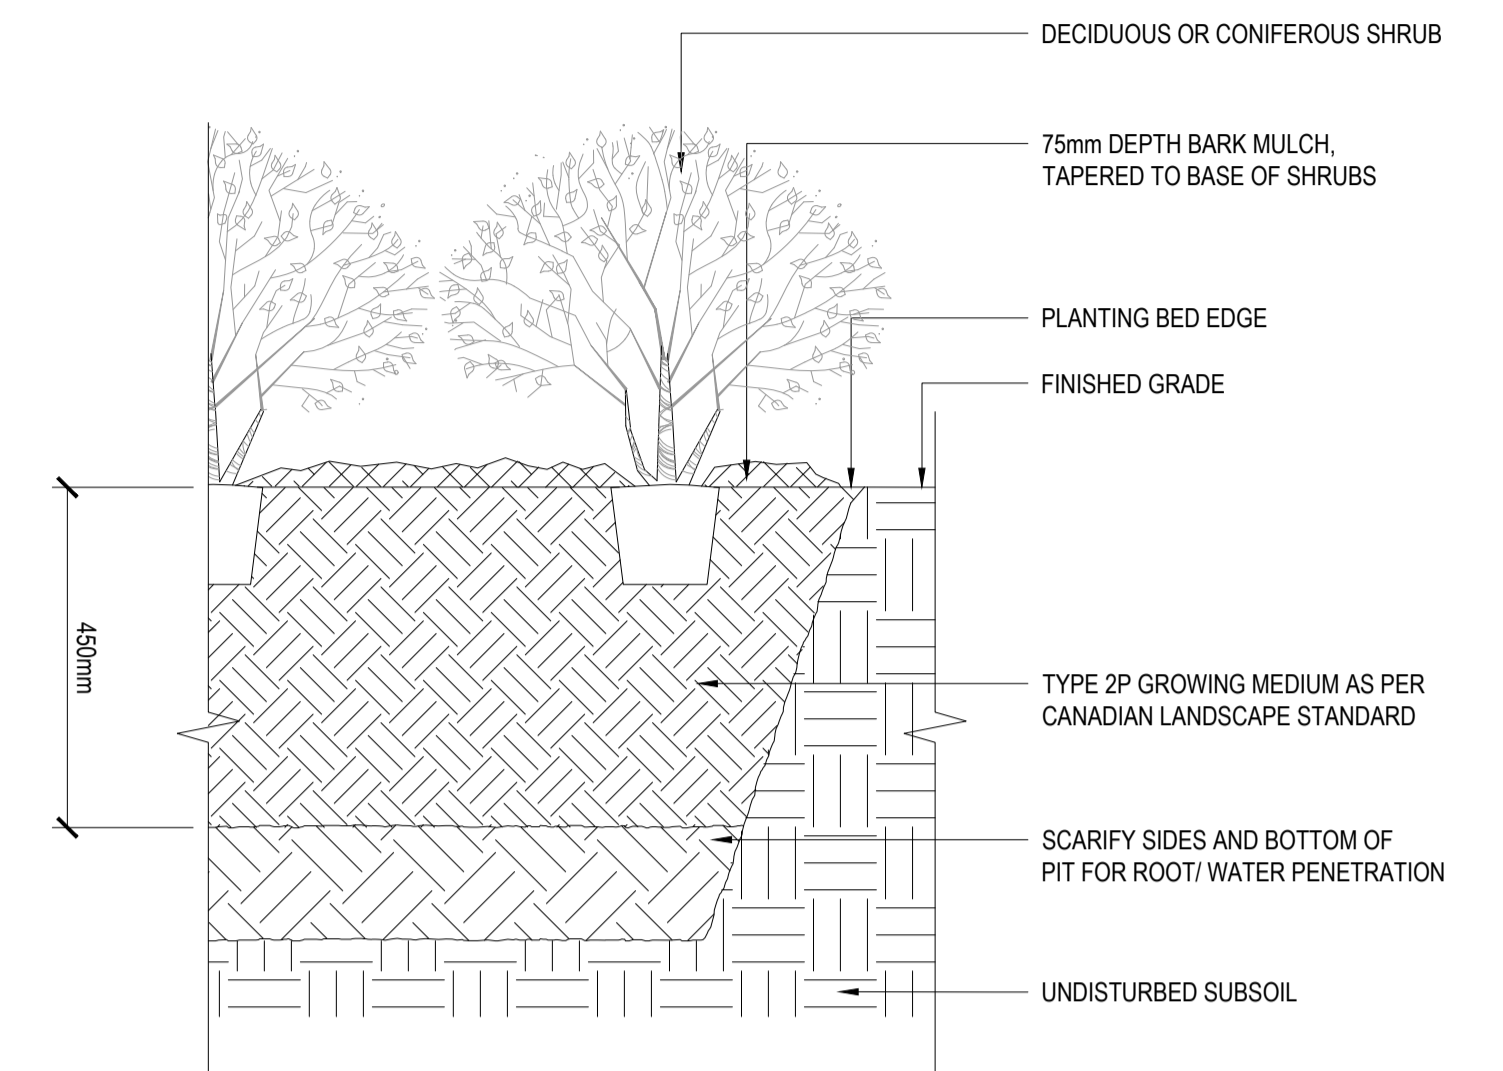 DECIDUOUS OR CONIFEROUS SHRUB
75mm DEPTH BARK MULCH,
TAPERED TO BASE OF SHRUBS
PLANTING BED EDGE
FINISHED GRADE
450mm
TYPE 2P GROWING MEDIUM AS PER
CANADIAN LANDSCAPE STANDARD
SCARIFY SIDES AND BOTTOM OF
PIT FOR ROOT/ WATER PENETRATION
UNDISTURBED SUBSOIL